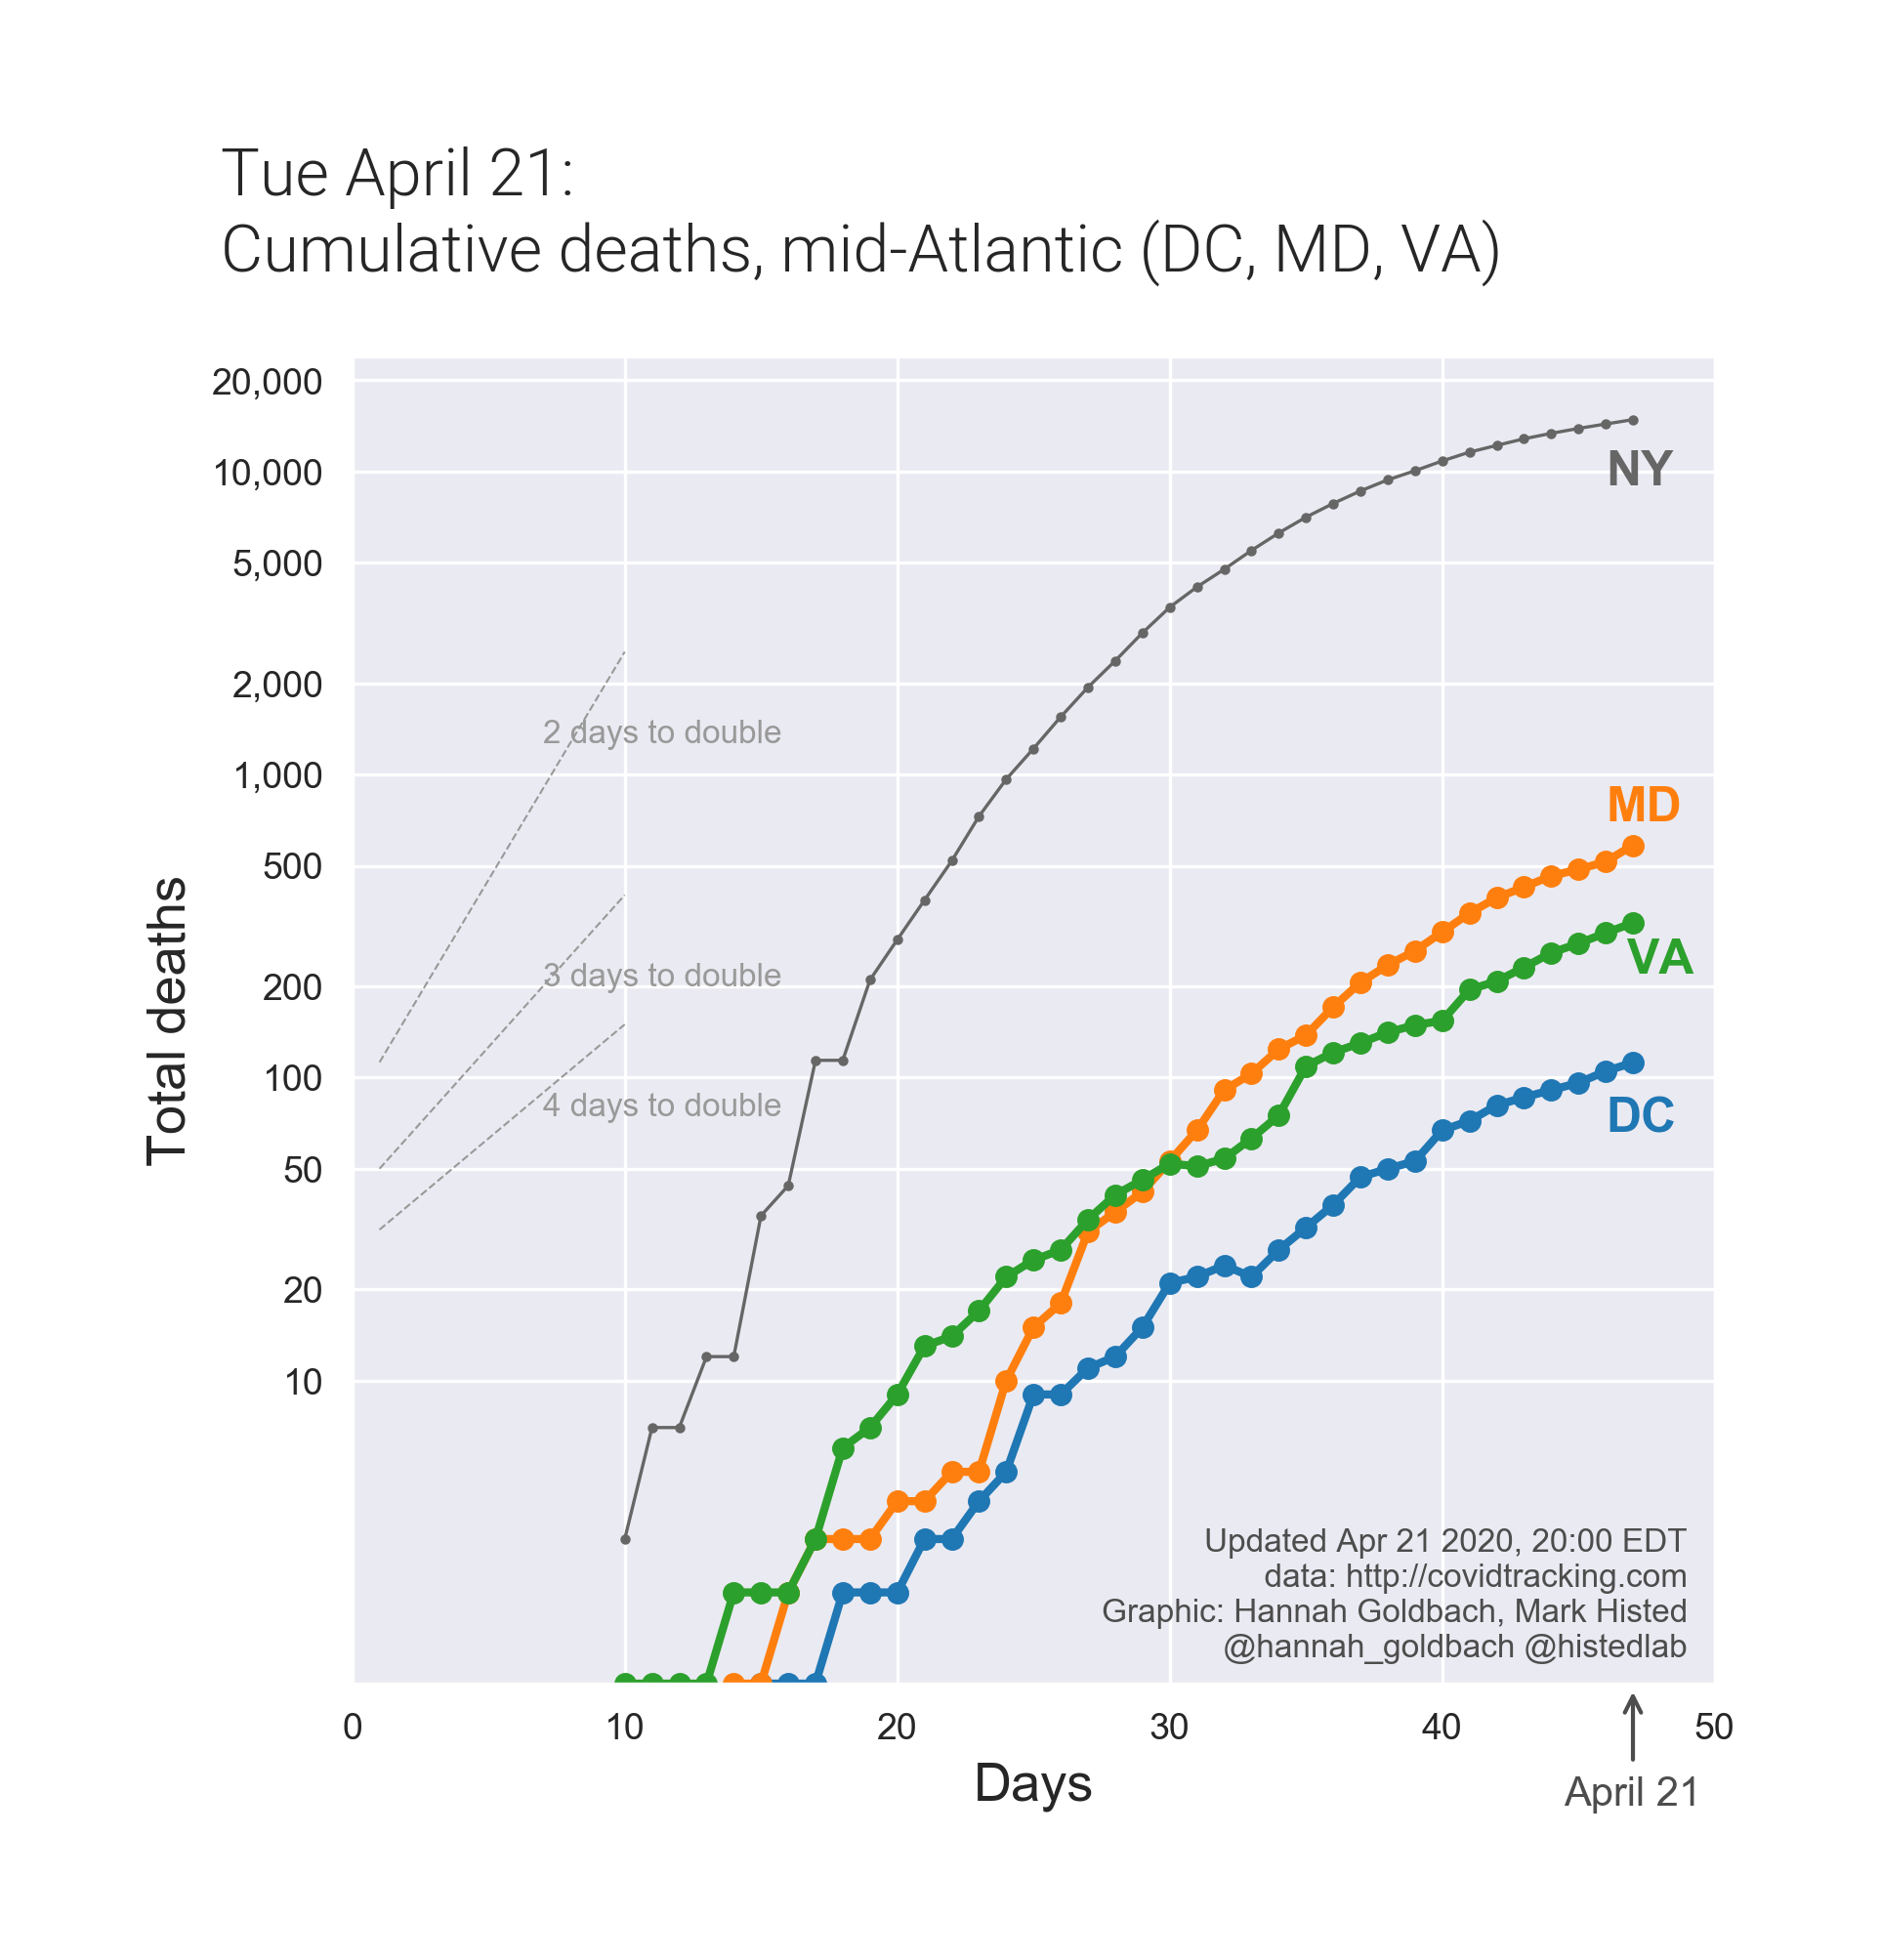 Tue April 21:
Cumulative deaths, mid-Atlantic (DC, MD, VA)
Total deaths
20,000
10,000
5,000
2,000
1,000
500
200
100
50
20
10
2 days to double
3 days to double
4 days to double
NY
MD
VA
DC
Updated Apr 21 2020, 20:00 EDT
data: http://covidtracking.com
Graphic: Hannah Goldbach, Mark Histed
@hannah_goldbach @histedlab
0 10 20 30 40 50
Days
April 21